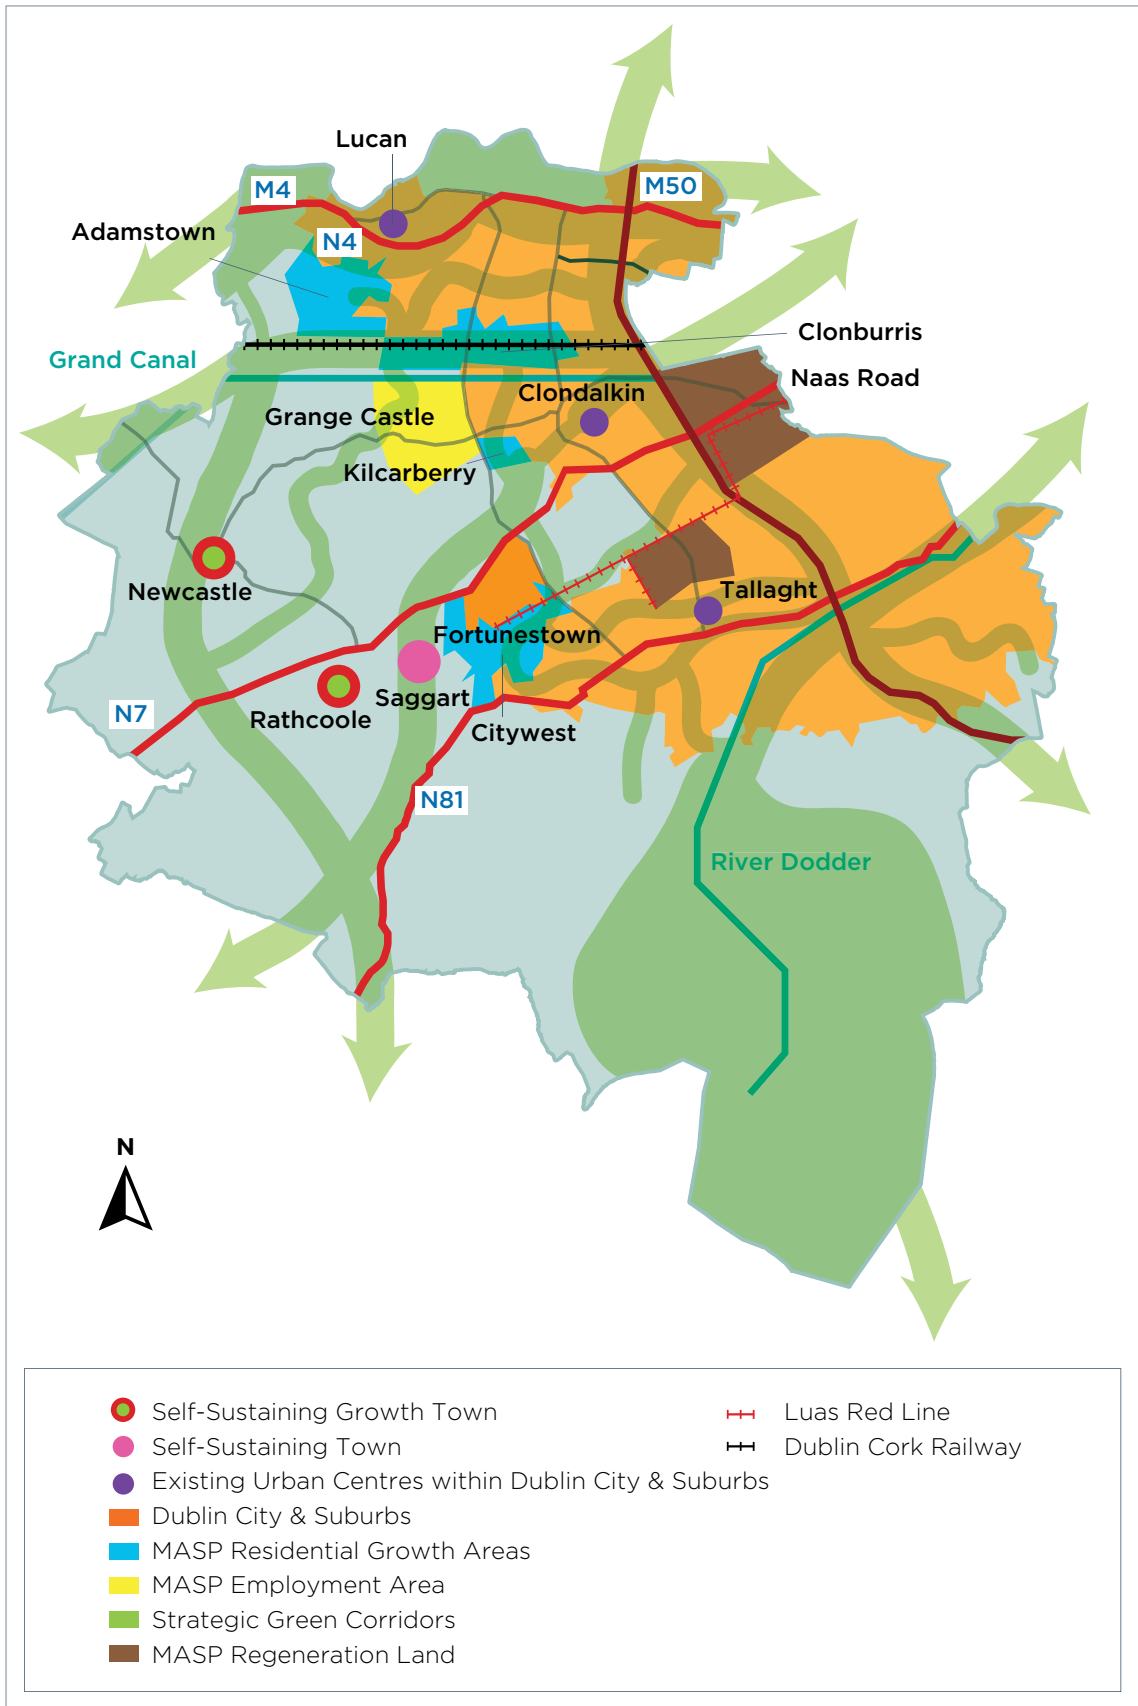 Lucan
M4
M50
Adamstown
N4
Clonburris
Grand Canal
Naas Road
Clondalkin
Grange Castle
Kilcarberry
Newcastle
Tallaght
Fortunestown
Saggart
N7
Rathcoole
Citywest
N81
River Dodder
N
Self-Sustaining Growth Town
Self-Sustaining Town
Existing Urban Centres within Dublin City & Suburbs
Dublin City & Suburbs
MASP Residential Growth Areas
MASP Employment Area
Strategic Green Corridors
MASP Regeneration Land
Luas Red Line
Dublin Cork Railway